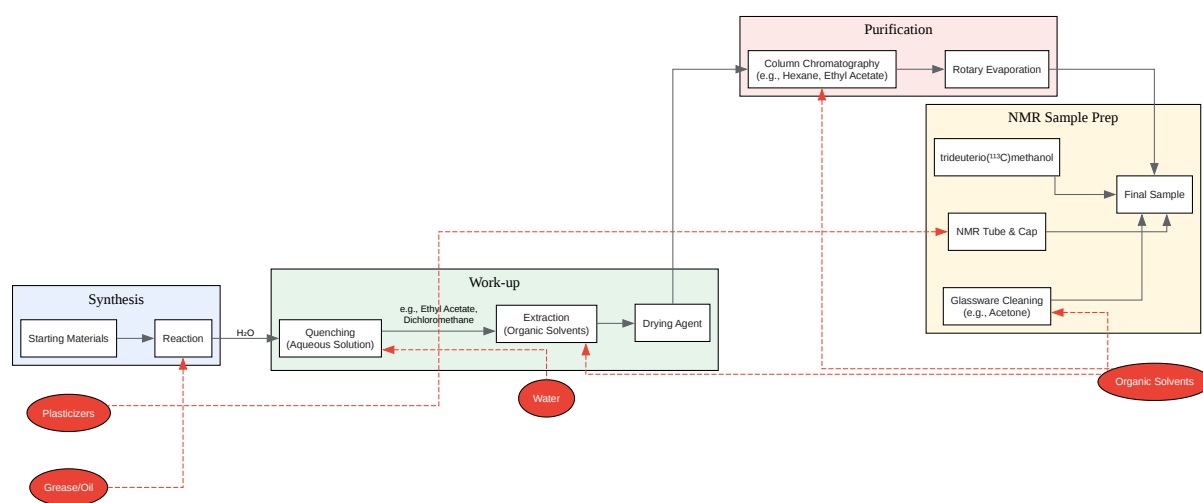 Purification
Column Chromatography
(e.g., Hexane, Ethyl Acetate)
Rotary Evaporation
NMR Sample Prep
trideuterio(¹¹³C)methanol
Final Sample
NMR Tube & Cap
Glassware Cleaning
(e.g., Acetone)
Work-up
e.g., Ethyl Acetate,
Dichloromethane
Quenching
(Aqueous Solution)
Extraction
(Organic Solvents)
Drying Agent
Synthesis
Starting Materials
Reaction
H₂O
Organic Solvents
Water
Plasticizers
Grease/Oil